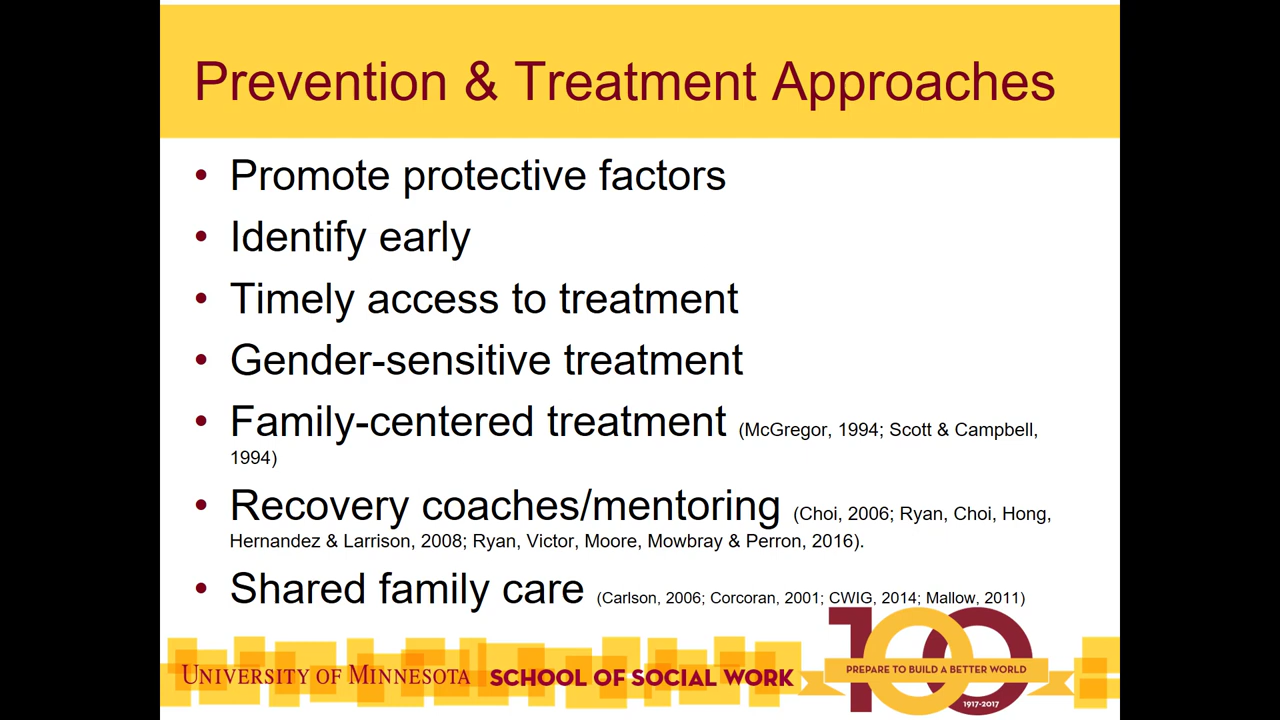 Prevention & Treatment Approaches
• Promote protective factors
• Identify early
• Timely access to treatment
• Gender-sensitive treatment
• Family-centered treatment (McGregor, 1994; Scott & Campbell,
1994)
• Recovery coaches/mentoring (Choi, 2006; Ryan, Choi, Hong,
Hernandez & Larrison, 2008; Ryan, Victor, Moore, Mowbray & Perron, 2016).
• Shared family care (Carlson, 2006; Corcoran, 2001; CWIG, 2014; Mallow, 2011)
UNIVERSITY OF MINNESOTA SCHOOL OF SOCIAL WORK
100
PREPARE TO BUILD A BETTER WORLD
1917-2017